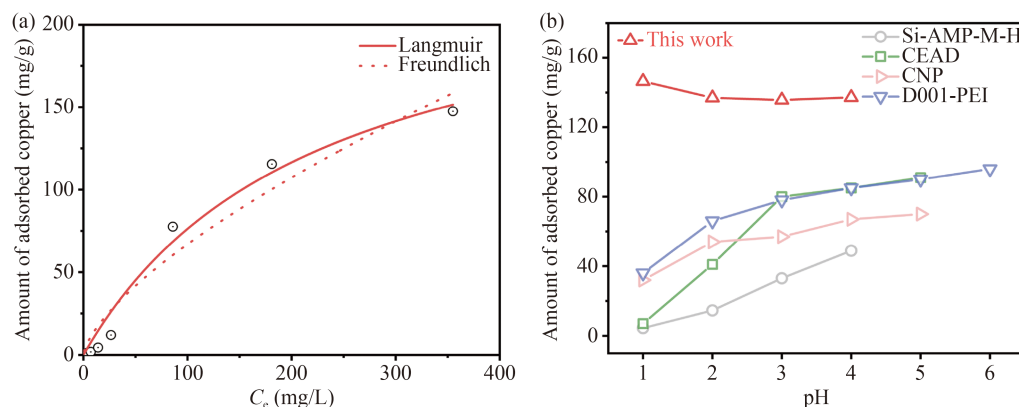 (a)
200
150
100
50
0
Amount of adsorbed copper (mg/g)
Langmuir
Freundlich
0 100 200 300 400
Ce (mg/L)
(b)
160
120
80
40
0
Amount of adsorbed copper (mg/g)
This work
Si-AMP-M-H
CEAD
CNP
D001-PEI
1 2 3 4 5 6
pH